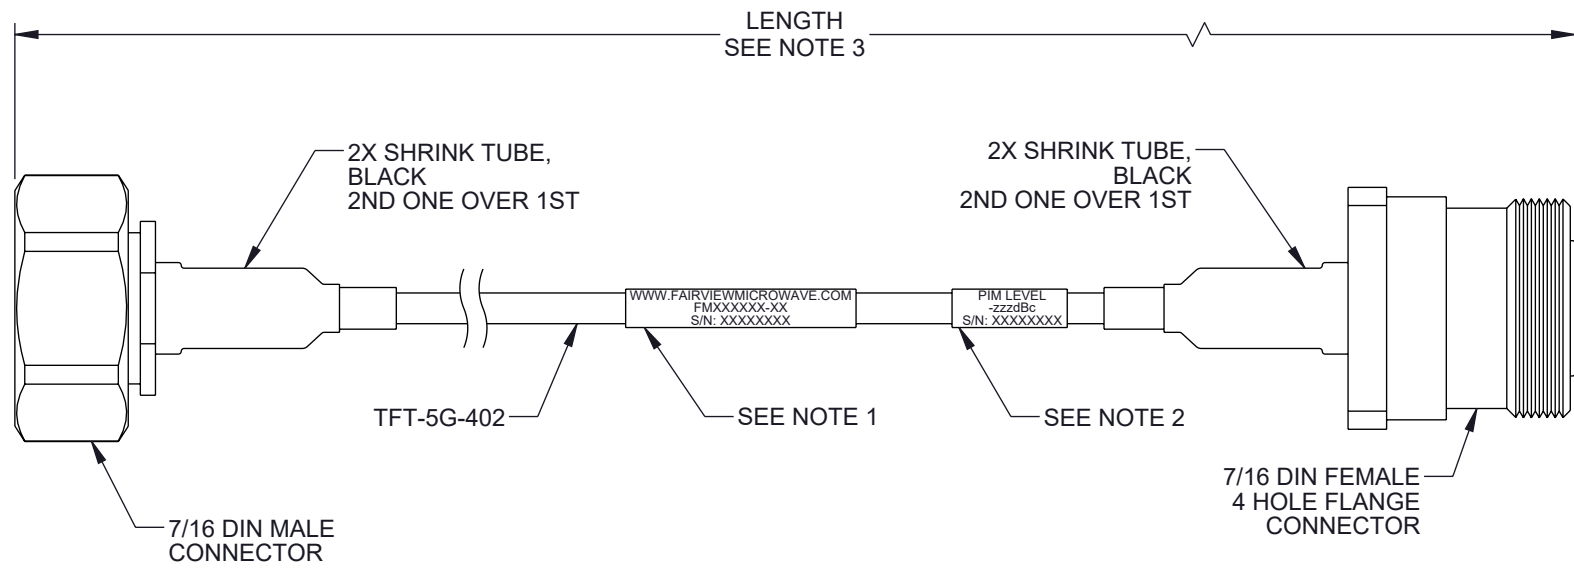 LENGTH
SEE NOTE 3
2X SHRINK TUBE,
BLACK
2ND ONE OVER 1ST
2X SHRINK TUBE,
BLACK
2ND ONE OVER 1ST
WWW.FAIRVIEWMICROWAVE.COM
FMXXXXXX-XX
S/N: XXXXXXXX
PIM LEVEL
-zzzdBc
S/N: XXXXXXXX
TFT-5G-402
SEE NOTE 1
SEE NOTE 2
7/16 DIN MALE
CONNECTOR
7/16 DIN FEMALE
4 HOLE FLANGE
CONNECTOR